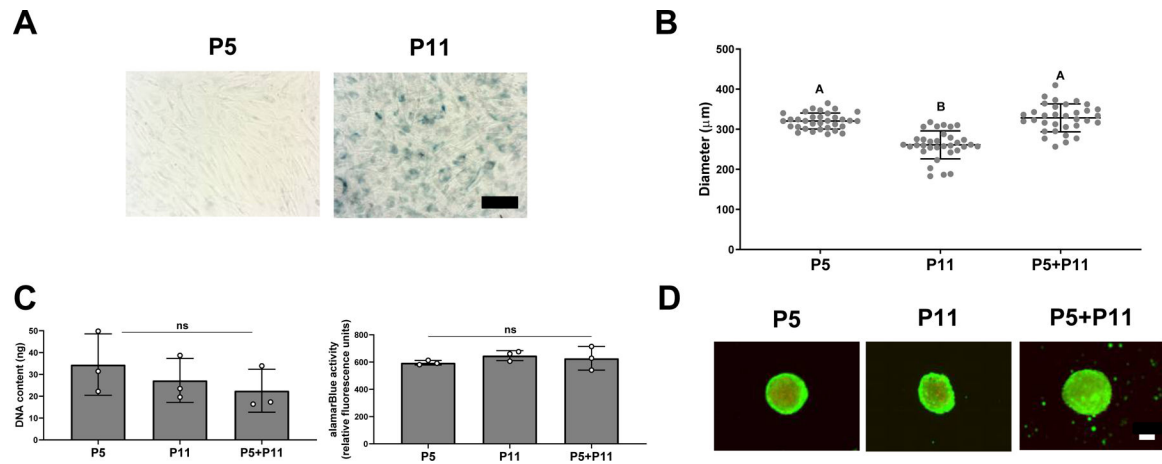 A
P5
P11
B
Diameter (μm)
500
400
300
200
100
0
A
B
A
P5
P11
P5+P11
C
DNA content (ng)
50
40
30
20
10
0
ns
P5
P11
P5+P11
alamarBlue activity
(relative fluorescence units)
800
600
400
200
0
ns
P5
P11
P5+P11
D
P5
P11
P5+P11